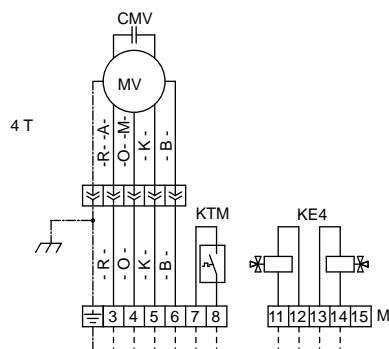 CMV
MV
4 T
-R-
-A-
-O-
-M-
-K-
-B-
KTM
KE4
-R-
-O-
-K-
-B-
3 4 5 6 7 8
11 12 13 14 15
M